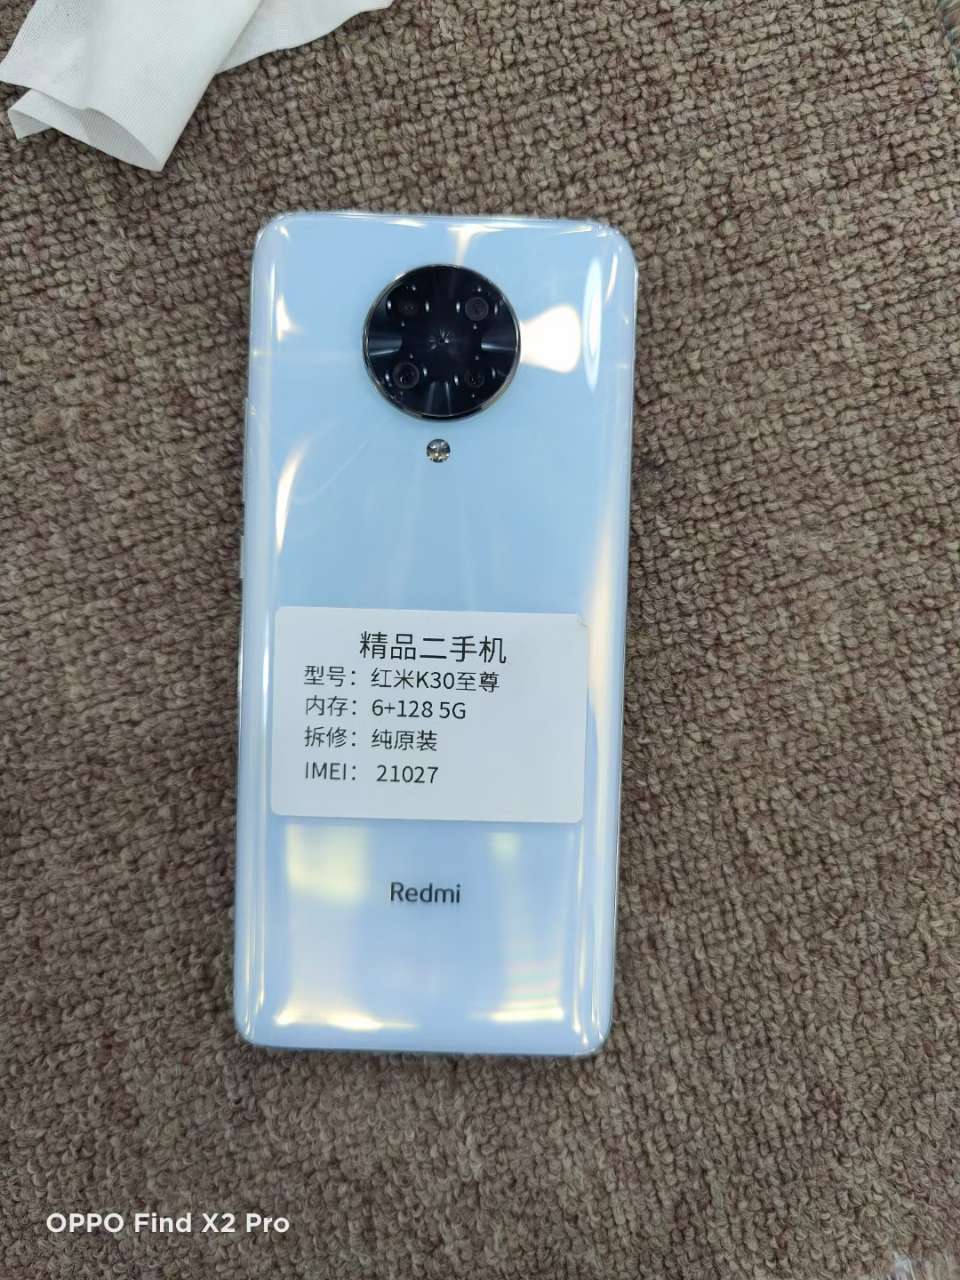 精品二手机
型号：红米K30至尊
内存：6+128 5G
拆修：纯原装
IMEI： 21027
Redmi
OPPO Find X2 Pro